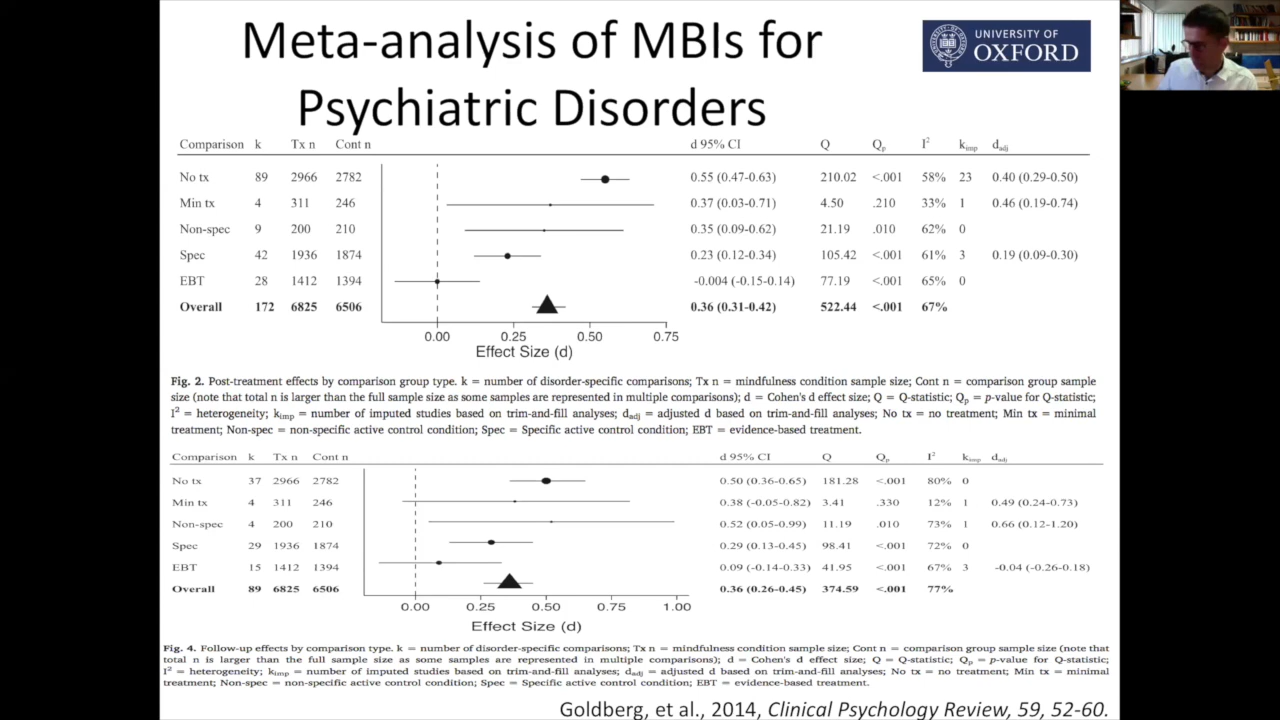 Meta-analysis of MBIs for
Psychiatric Disorders
UNIVERSITY OF
OXFORD
Comparison k Tx n Cont n d 95% CI Q Qp I² kimp dadj
No tx 89 2966 2782 0.55 (0.47-0.63) 210.02 <.001 58% 23 0.40 (0.29-0.50)
Min tx 4 311 246 0.37 (0.03-0.71) 4.50 .210 33% 1 0.46 (0.19-0.74)
Non-spec 9 200 210 0.35 (0.09-0.62) 21.19 .010 62% 0
Spec 42 1936 1874 0.23 (0.12-0.34) 105.42 <.001 61% 3 0.19 (0.09-0.30)
EBT 28 1412 1394 -0.004 (-0.15-0.14) 77.19 <.001 65% 0
Overall 172 6825 6506 0.36 (0.31-0.42) 522.44 <.001 67%
0.00 0.25 0.50 0.75
Effect Size (d)
Fig. 2. Post-treatment effects by comparison group type. k = number of disorder-specific comparisons; Tx n = mindfulness condition sample size; Cont n = comparison group sample
size (note that total n is larger than the full sample size as some samples are represented in multiple comparisons); d = Cohen's d effect size; Q = Q-statistic; Qp = p-value for Q-statistic;
I² = heterogeneity; kimp = number of imputed studies based on trim-and-fill analyses; dadj = adjusted d based on trim-and-fill analyses; No tx = no treatment; Min tx = minimal
treatment; Non-spec = non-specific active control condition; Spec = Specific active control condition; EBT = evidence-based treatment.
Comparison k Tx n Cont n d 95% CI Q Qp I² kimp dadj
No tx 37 2966 2782 0.50 (0.36-0.65) 181.28 <.001 80% 0
Min tx 4 311 246 0.38 (-0.05-0.82) 3.41 .330 12% 1 0.49 (0.24-0.73)
Non-spec 4 200 210 0.52 (0.05-0.99) 11.19 .010 73% 1 0.66 (0.12-1.20)
Spec 29 1936 1874 0.29 (0.13-0.45) 98.41 <.001 72% 0
EBT 15 1412 1394 0.09 (-0.14-0.33) 41.95 <.001 67% 3 -0.04 (-0.26-0.18)
Overall 89 6825 6506 0.36 (0.26-0.45) 374.59 <.001 77%
0.00 0.25 0.50 0.75 1.00
Effect Size (d)
Fig. 4. Follow-up effects by comparison type. k = number of disorder-specific comparisons; Tx n = mindfulness condition sample size; Cont n = comparison group sample size (note that
total n is larger than the full sample size as some samples are represented in multiple comparisons); d = Cohen's d effect size; Q = Q-statistic; Qp = p-value for Q-statistic;
I² = heterogeneity; kimp = number of imputed studies based on trim-and-fill analyses; dadj = adjusted d based on trim-and-fill analyses; No tx = no treatment; Min tx = minimal
treatment; Non-spec = non-specific active control condition; Spec = Specific active control condition; EBT = evidence-based treatment.
Goldberg, et al., 2014, Clinical Psychology Review, 59, 52-60.